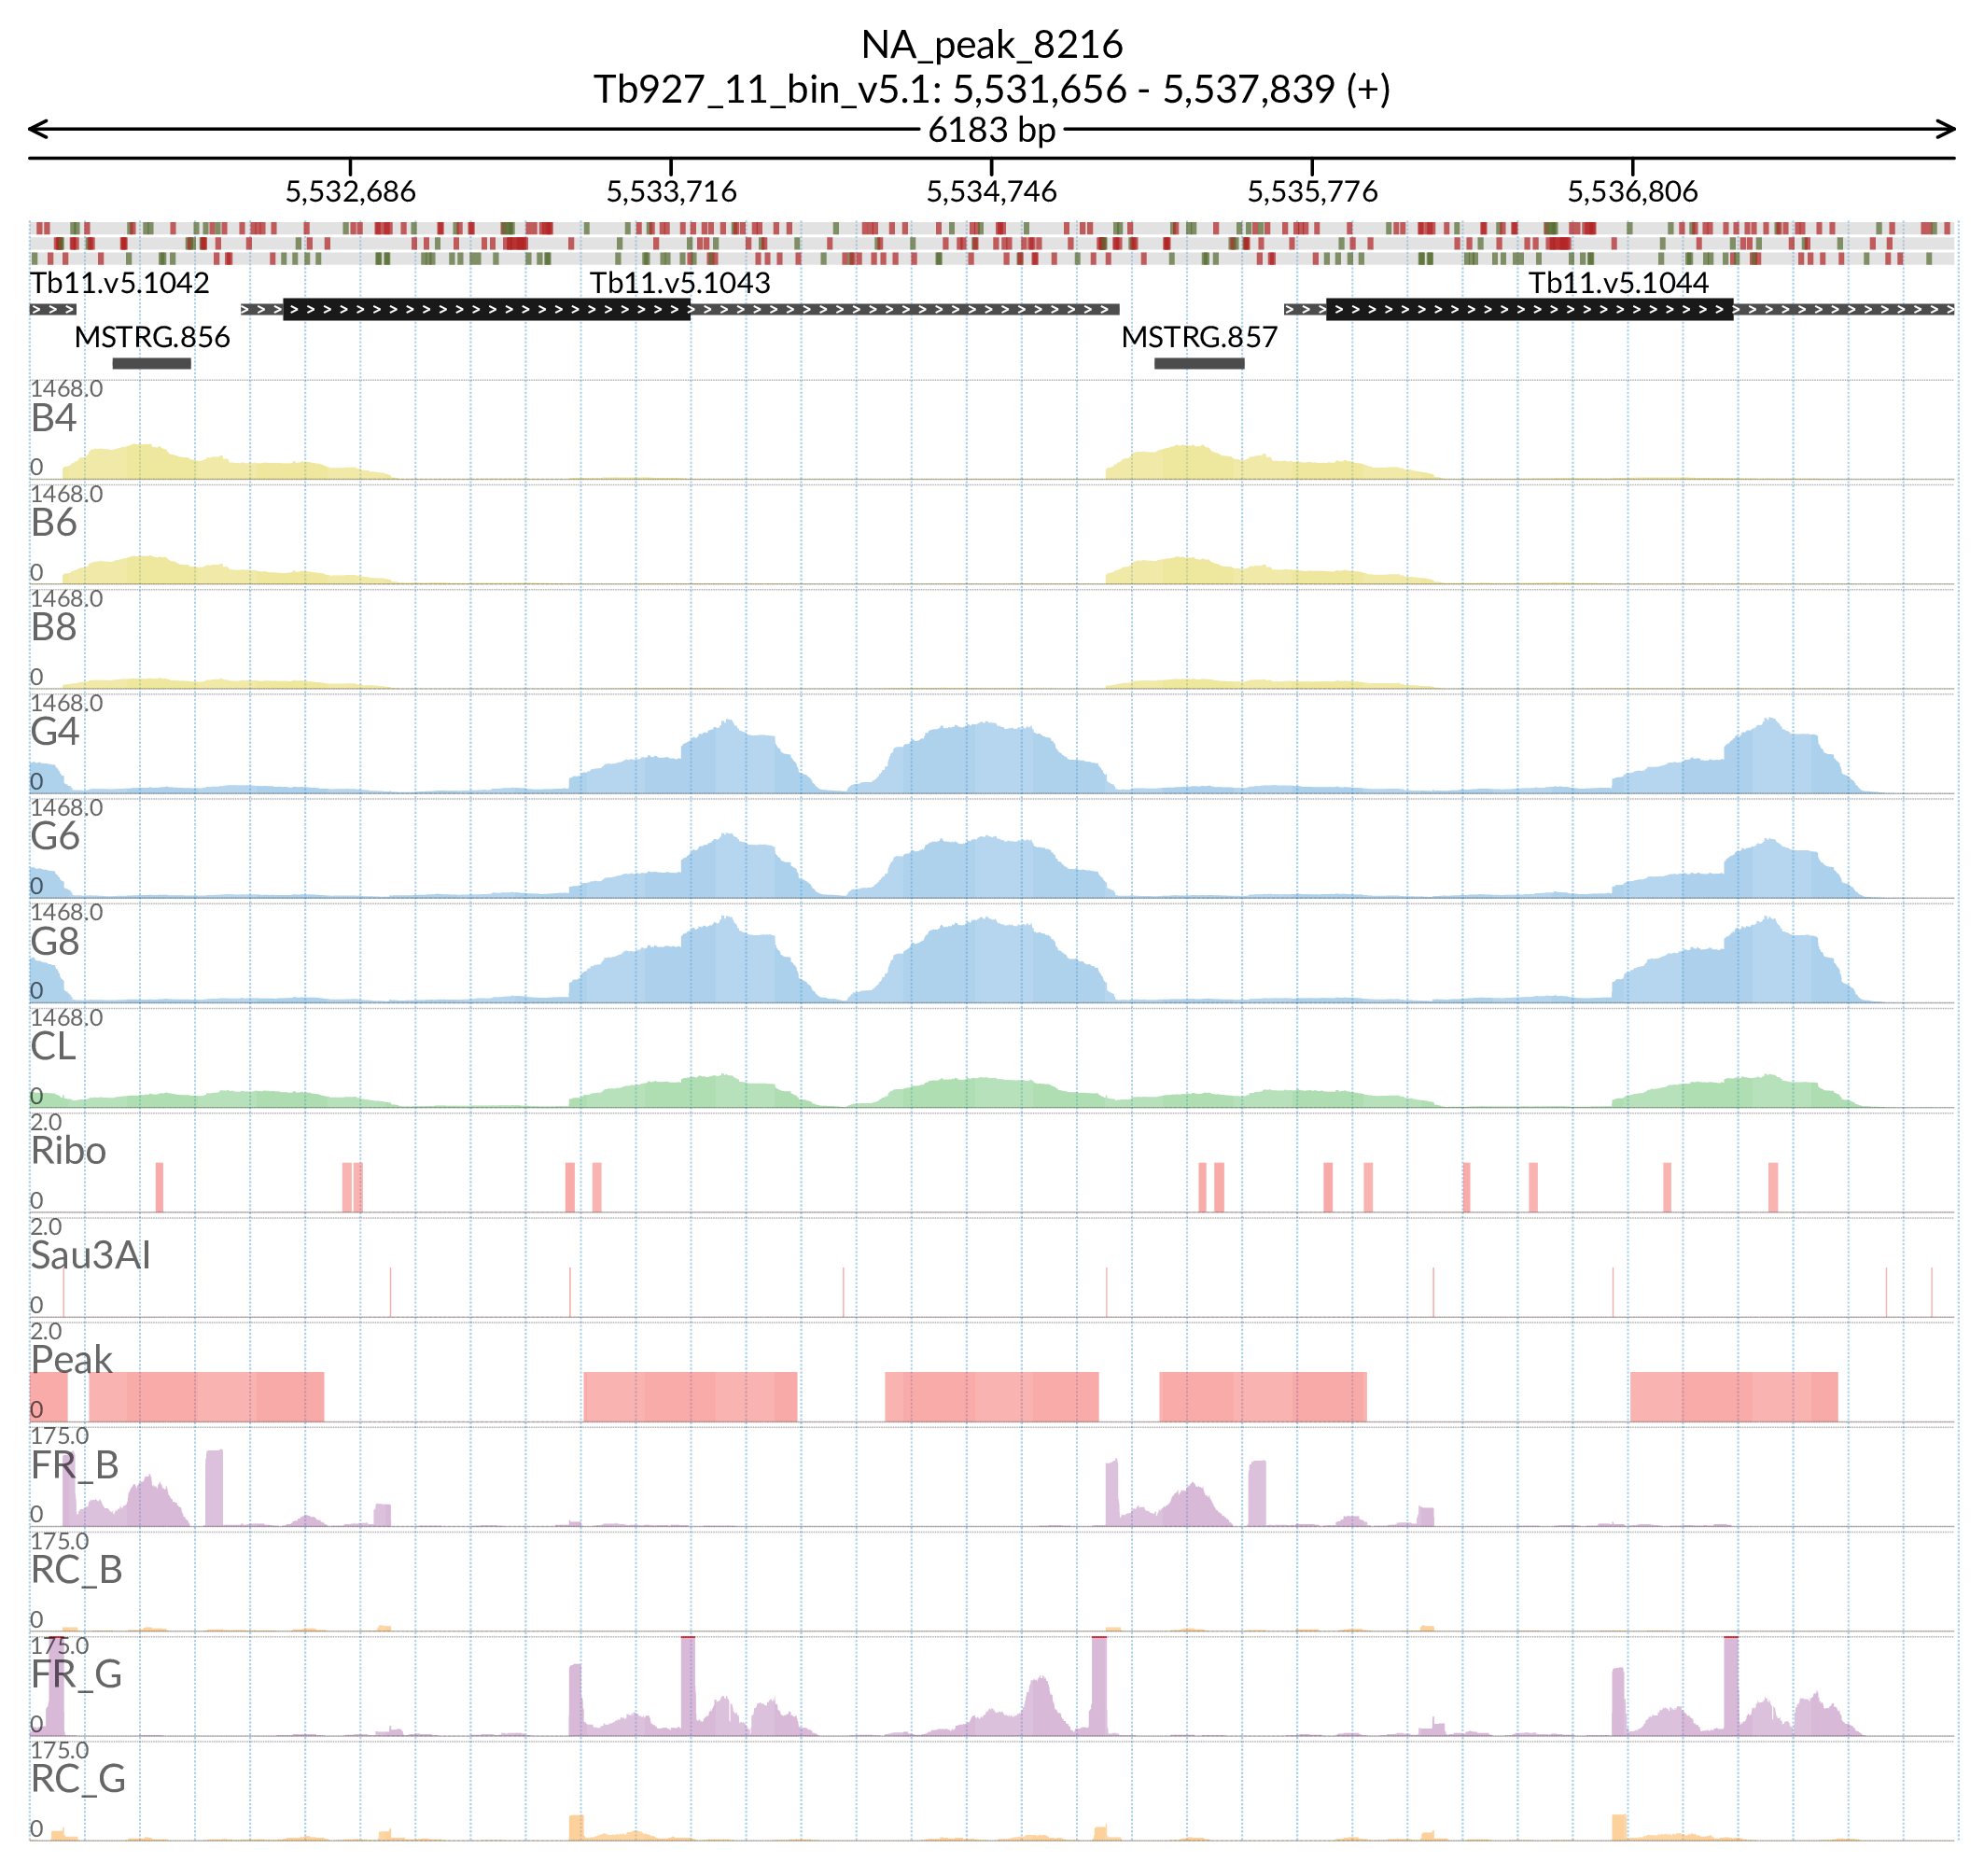 NA_peak_8216
Tb927_11_bin_v5.1: 5,531,656 - 5,537,839 (+)
6183 bp
5,532,686 5,533,716 5,534,746 5,535,776 5,536,806
Tb11.v5.1042 Tb11.v5.1043 Tb11.v5.1044
MSTRG.856 MSTRG.857
1468.0
B4
0
1468.0
B6
0
1468.0
B8
0
1468.0
G4
0
1468.0
G6
0
1468.0
G8
0
1468.0
CL
0
2.0
Ribo
0
2.0
Sau3AI
0
2.0
Peak
0
175.0
FR_B
0
175.0
RC_B
0
175.0
FR_G
0
175.0
RC_G
0